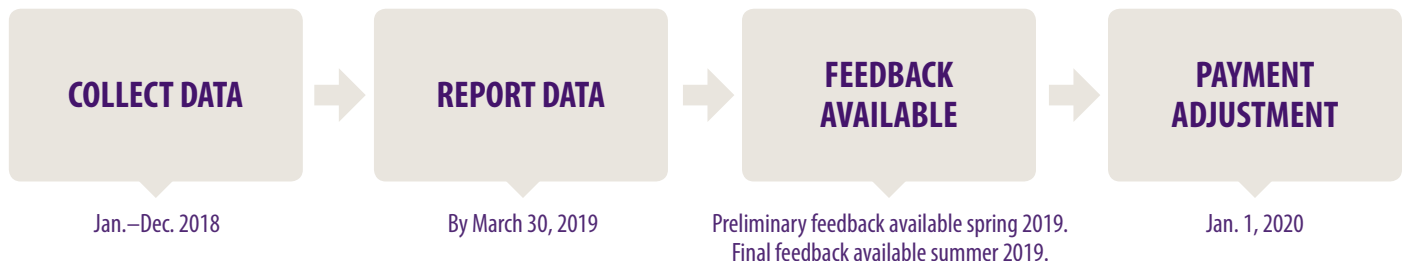 COLLECT DATA
Jan.–Dec. 2018
REPORT DATA
By March 30, 2019
FEEDBACK
AVAILABLE
Preliminary feedback available spring 2019.
Final feedback available summer 2019.
PAYMENT
ADJUSTMENT
Jan. 1, 2020